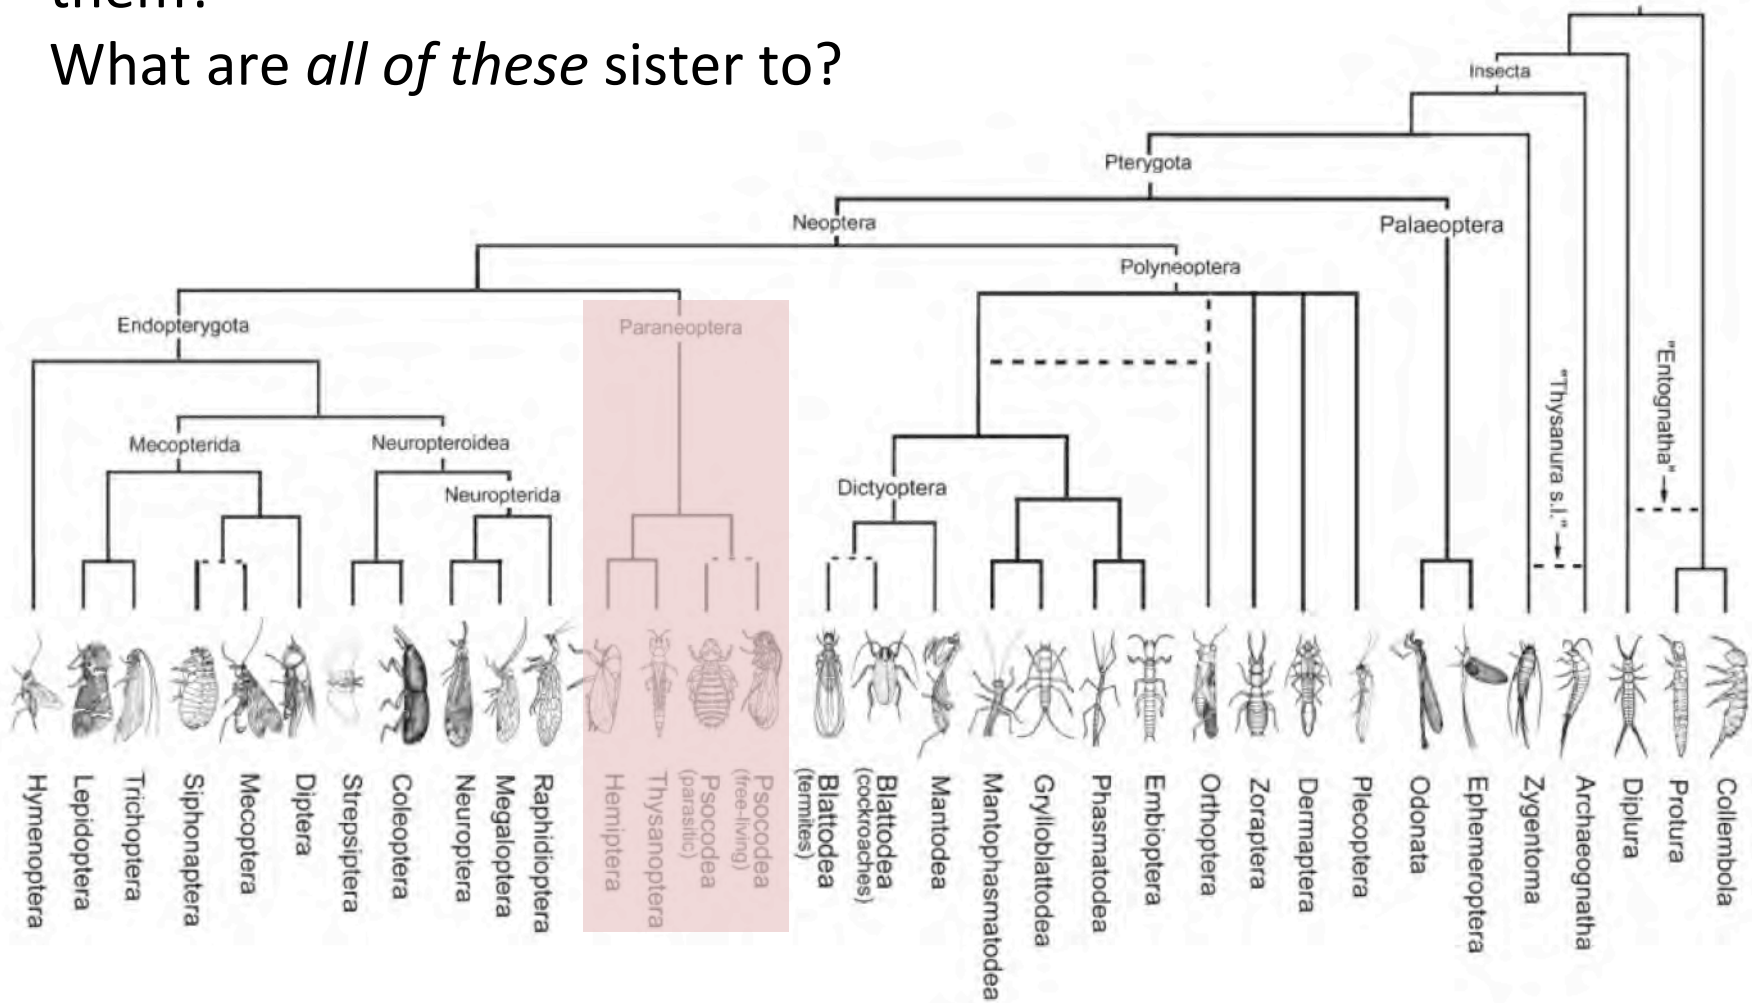 them?
What are all of these sister to?
Insecta
Pterygota
Neoptera
Palaeoptera
Polyneoptera
Endopterygota
Paraneoptera
"Entognatha"
"Thysanura s.l."
Mecopterida
Neuropteroidea
Dictyoptera
Neuropterida
Hymenoptera
Lepidoptera
Trichoptera
Siphonaptera
Mecoptera
Diptera
Strepsiptera
Coleoptera
Neuroptera
Megaloptera
Raphidioptera
Hemiptera
Thysanoptera
Psocodea
(parasitic)
Psocodea
(free-living)
Blattodea
(termites)
Blattodea
(cockroaches)
Mantodea
Mantophasmatodea
Grylloblattodea
Phasmatodea
Embioptera
Orthoptera
Zoraptera
Dermaptera
Plecoptera
Odonata
Ephemeroptera
Zygentoma
Archaeognatha
Diplura
Protura
Collembola